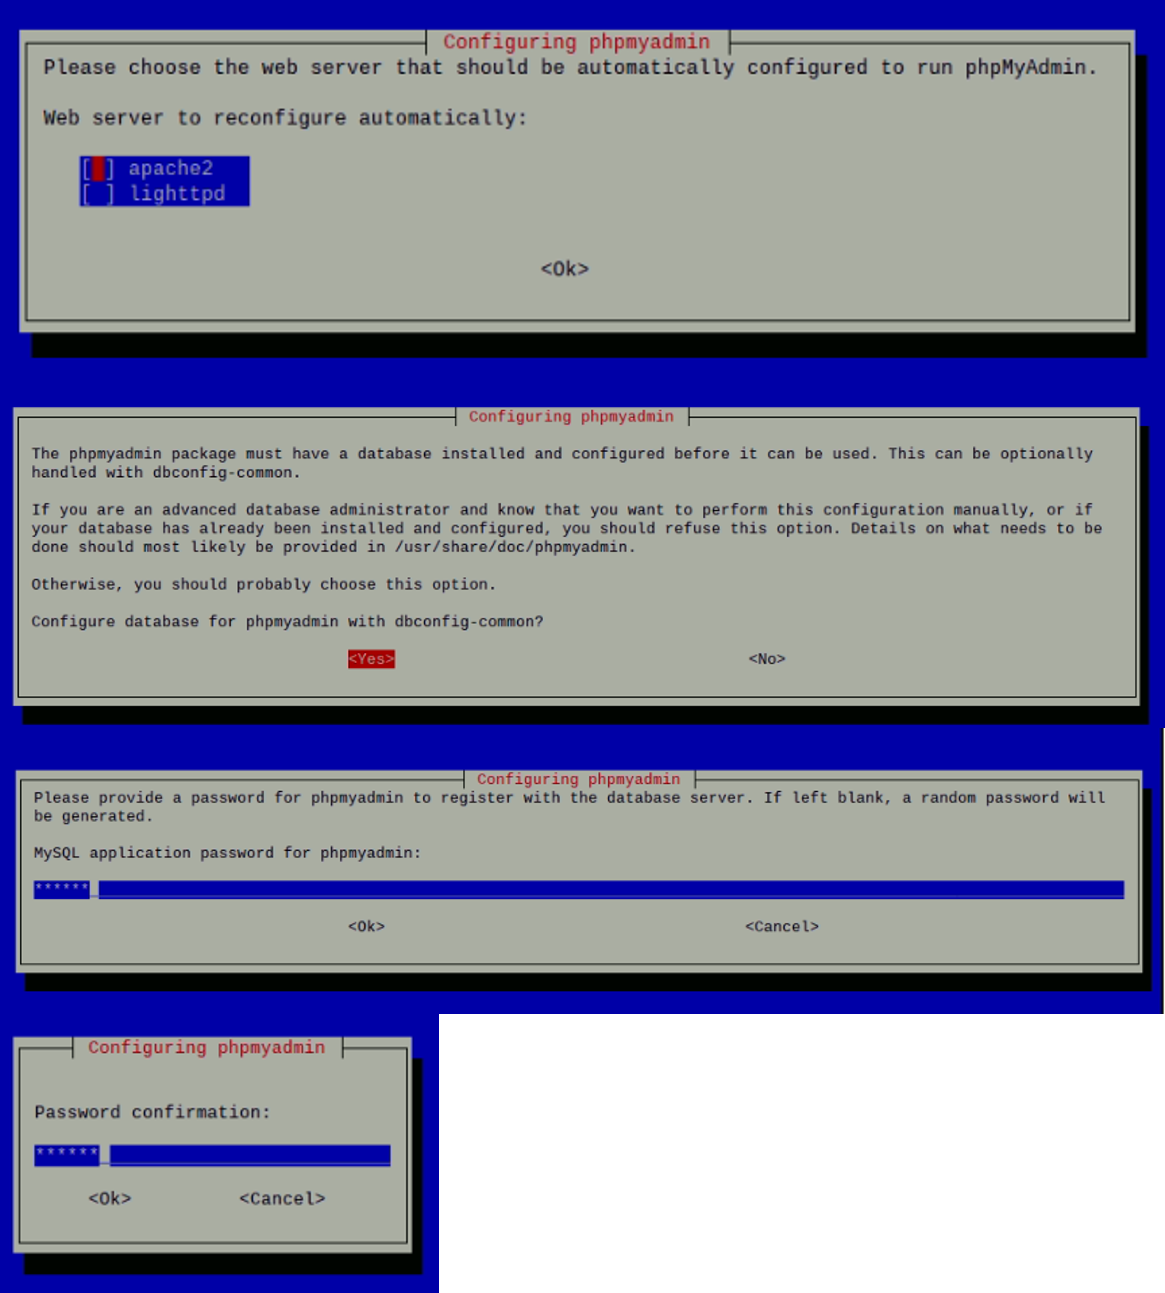 Configuring phpmyadmin
Please choose the web server that should be automatically configured to run phpMyAdmin.
Web server to reconfigure automatically:
[ ] apache2
[ ] lighttpd
<Ok>
Configuring phpmyadmin
The phpmyadmin package must have a database installed and configured before it can be used. This can be optionally
handled with dbconfig-common.
If you are an advanced database administrator and know that you want to perform this configuration manually, or if
your database has already been installed and configured, you should refuse this option. Details on what needs to be
done should most likely be provided in /usr/share/doc/phpmyadmin.
Otherwise, you should probably choose this option.
Configure database for phpmyadmin with dbconfig-common?
<Yes> <No>
Configuring phpmyadmin
Please provide a password for phpmyadmin to register with the database server. If left blank, a random password will
be generated.
MySQL application password for phpmyadmin:
******
<Ok> <Cancel>
Configuring phpmyadmin
Password confirmation:
******
<Ok> <Cancel>